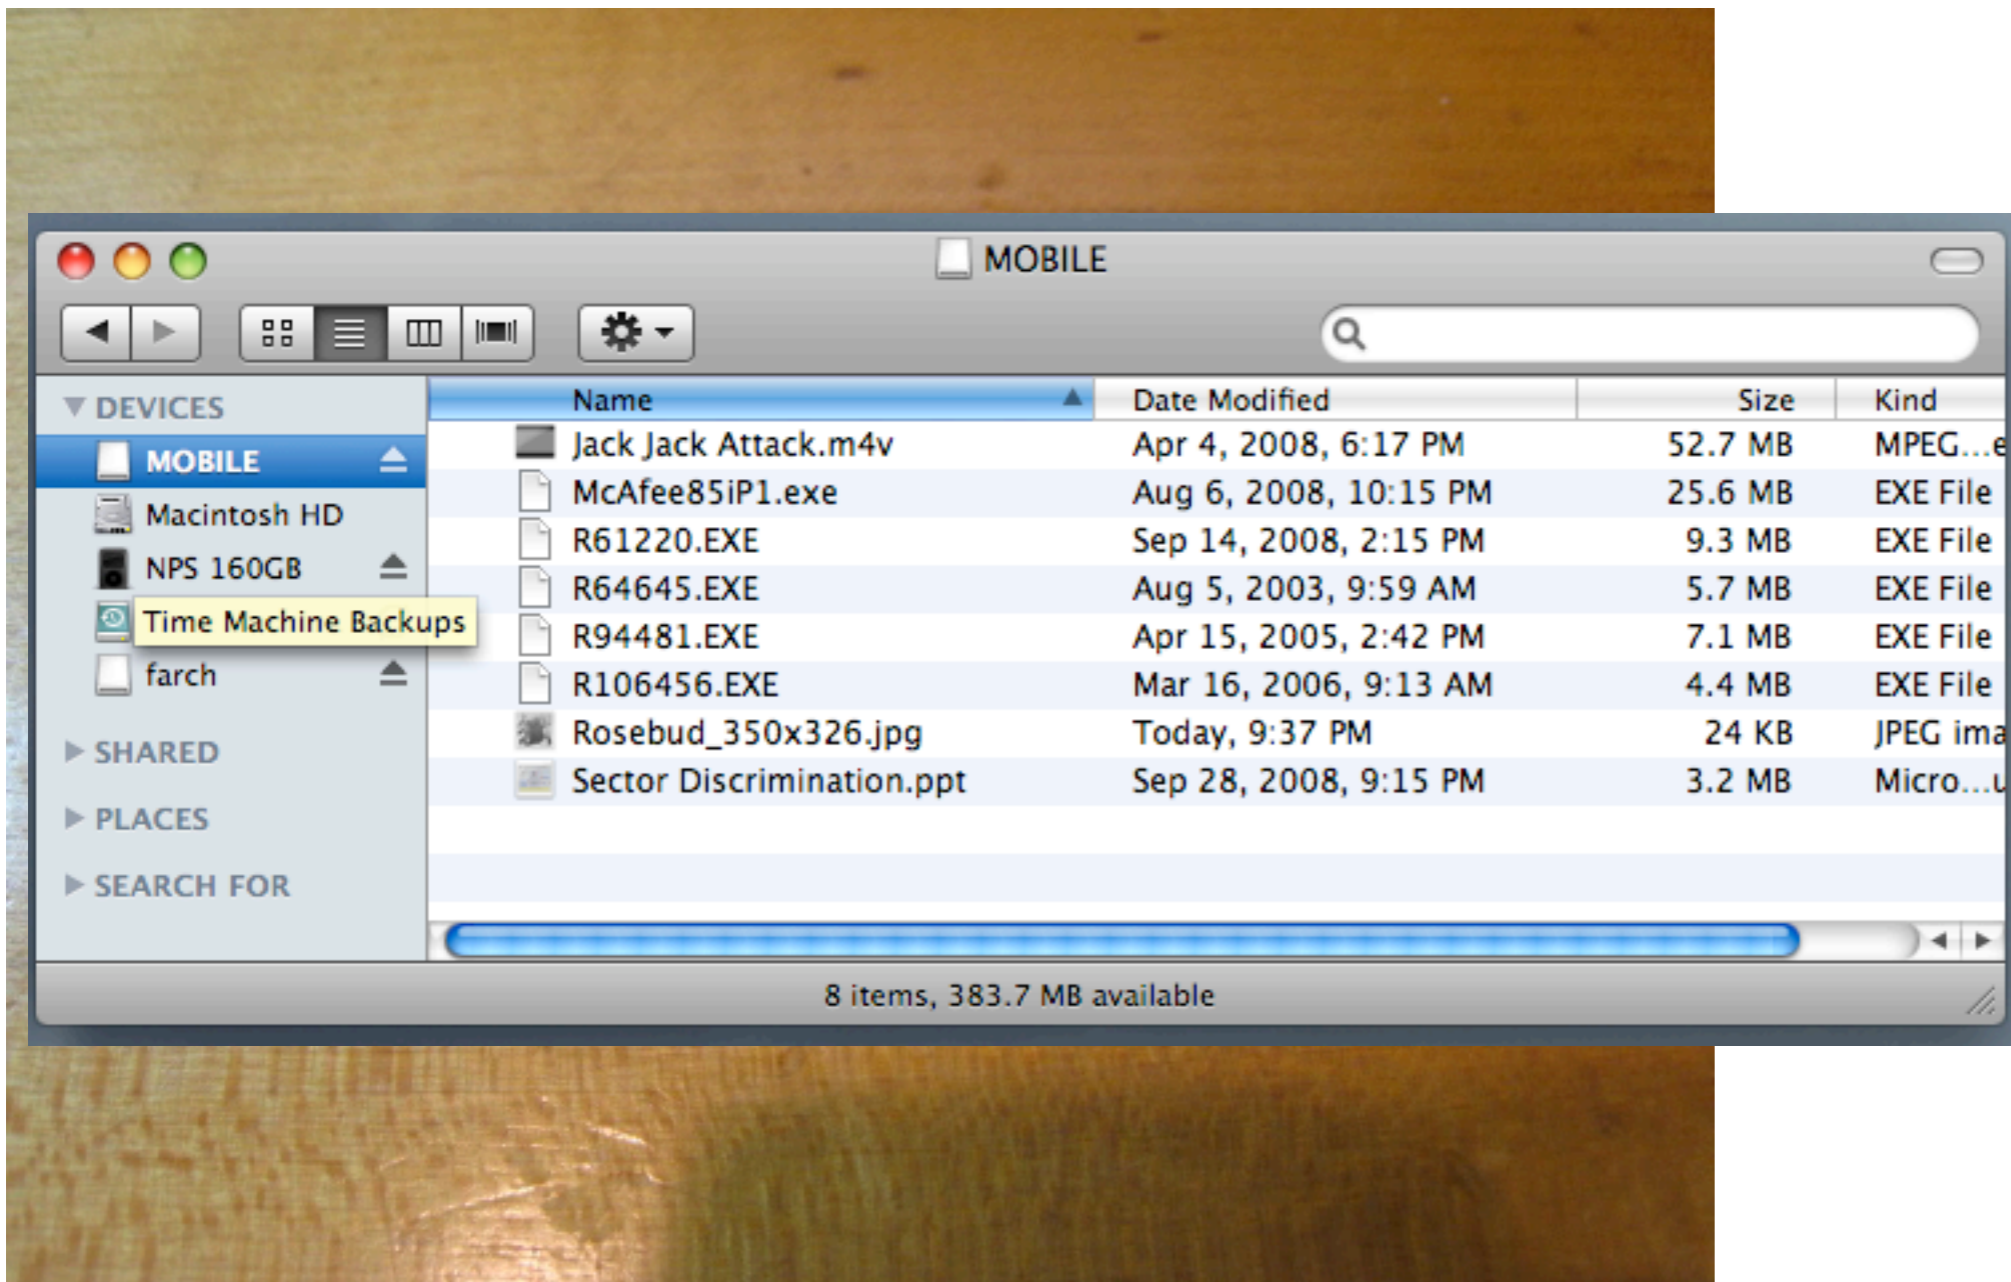 MOBILE
Name Date Modified Size Kind
DEVICES
MOBILE
Macintosh HD
NPS 160GB
Time Machine Backups
farch
SHARED
PLACES
SEARCH FOR
Jack Jack Attack.m4v Apr 4, 2008, 6:17 PM 52.7 MB MPEG...e
McAfee85iP1.exe Aug 6, 2008, 10:15 PM 25.6 MB EXE File
R61220.EXE Sep 14, 2008, 2:15 PM 9.3 MB EXE File
R64645.EXE Aug 5, 2003, 9:59 AM 5.7 MB EXE File
R94481.EXE Apr 15, 2005, 2:42 PM 7.1 MB EXE File
R106456.EXE Mar 16, 2006, 9:13 AM 4.4 MB EXE File
Rosebud_350x326.jpg Today, 9:37 PM 24 KB JPEG ima
Sector Discrimination.ppt Sep 28, 2008, 9:15 PM 3.2 MB Micro...u
8 items, 383.7 MB available